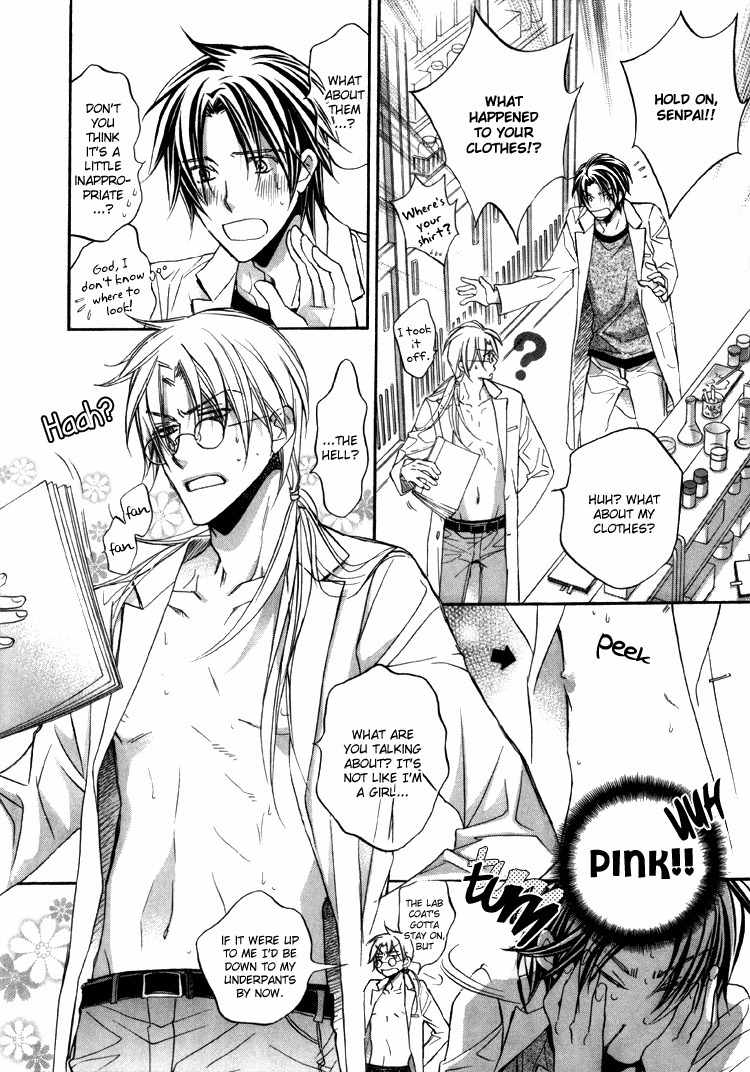 HOLD ON,
SENPAI!!
WHAT
HAPPENED
TO YOUR
CLOTHES!?
Where's
your
shirt?
I took
it
off.
?
HUH? WHAT
ABOUT MY
CLOTHES?
WHAT
ABOUT
THEM
...?
DON'T
YOU
THINK
IT'S A
LITTLE
INAPPRO-
PRIATE
...?
God, I
don't know
where to
look!
...THE
HELL?
Haah?
fan
fan
WHAT ARE
YOU TALKING
ABOUT? IT'S
NOT LIKE I'M
A GIRL...
IF IT WERE UP
TO ME I'D BE
DOWN TO MY
UNDERPANTS
BY NOW.
THE LAB
COAT'S
GOTTA
STAY ON,
BUT
peek
PINK!!
UUH
tum